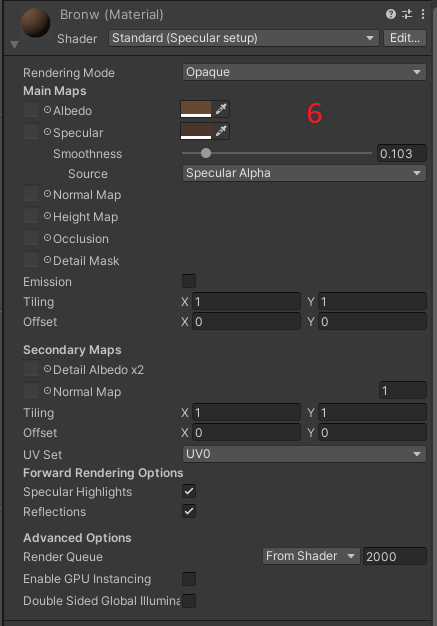 Bronw (Material)
Shader Standard (Specular setup) Edit...
Rendering Mode Opaque
Main Maps
Albedo
6
Specular
Smoothness 0.103
Source Specular Alpha
Normal Map
Height Map
Occlusion
Detail Mask
Emission
Tiling X 1 Y 1
Offset X 0 Y 0
Secondary Maps
Detail Albedo x2
Normal Map 1
Tiling X 1 Y 1
Offset X 0 Y 0
UV Set UV0
Forward Rendering Options
Specular Highlights
Reflections
Advanced Options
Render Queue From Shader 2000
Enable GPU Instancing
Double Sided Global Illumina